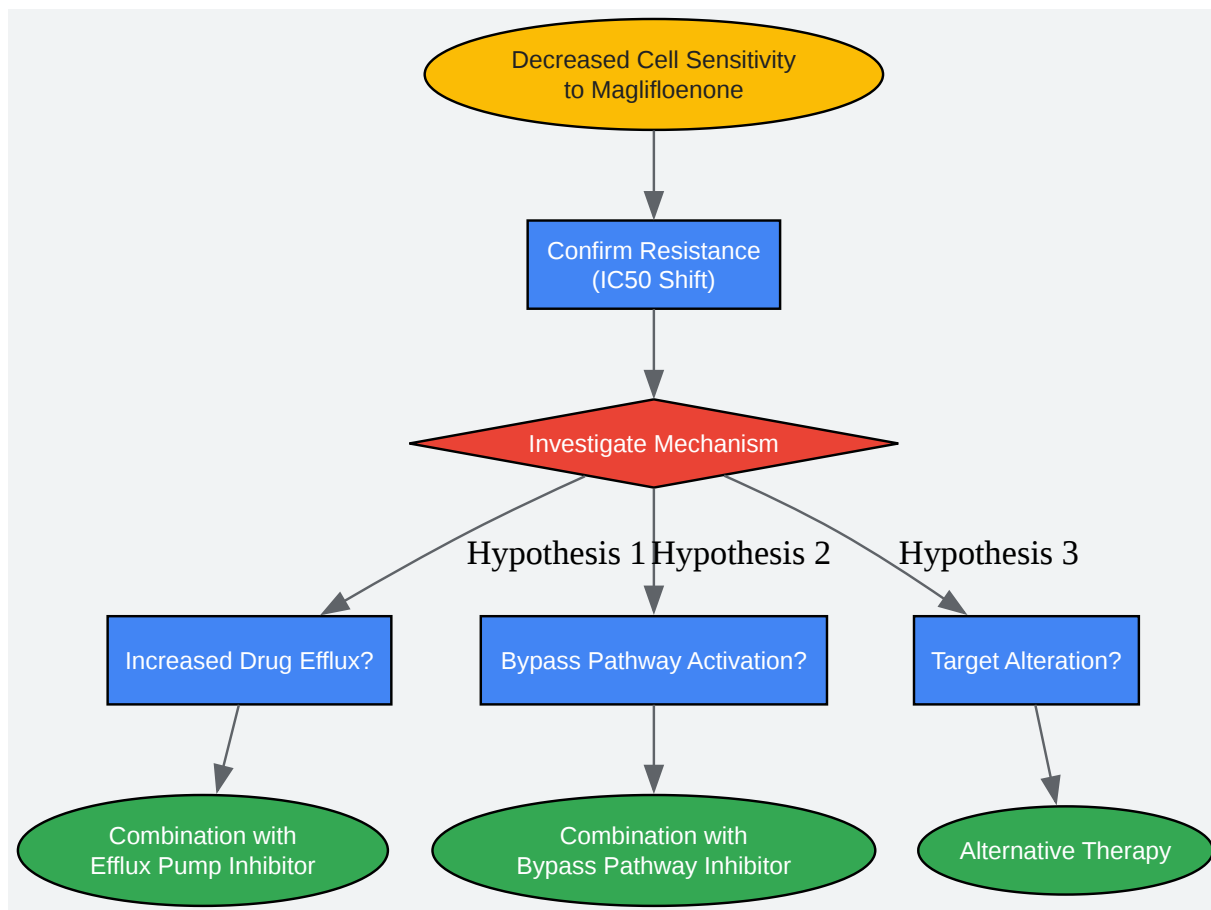 Decreased Cell Sensitivity
to Maglifloenone
Confirm Resistance
(IC50 Shift)
Investigate Mechanism
Hypothesis 1
Hypothesis 2
Hypothesis 3
Increased Drug Efflux?
Bypass Pathway Activation?
Target Alteration?
Combination with
Efflux Pump Inhibitor
Combination with
Bypass Pathway Inhibitor
Alternative Therapy